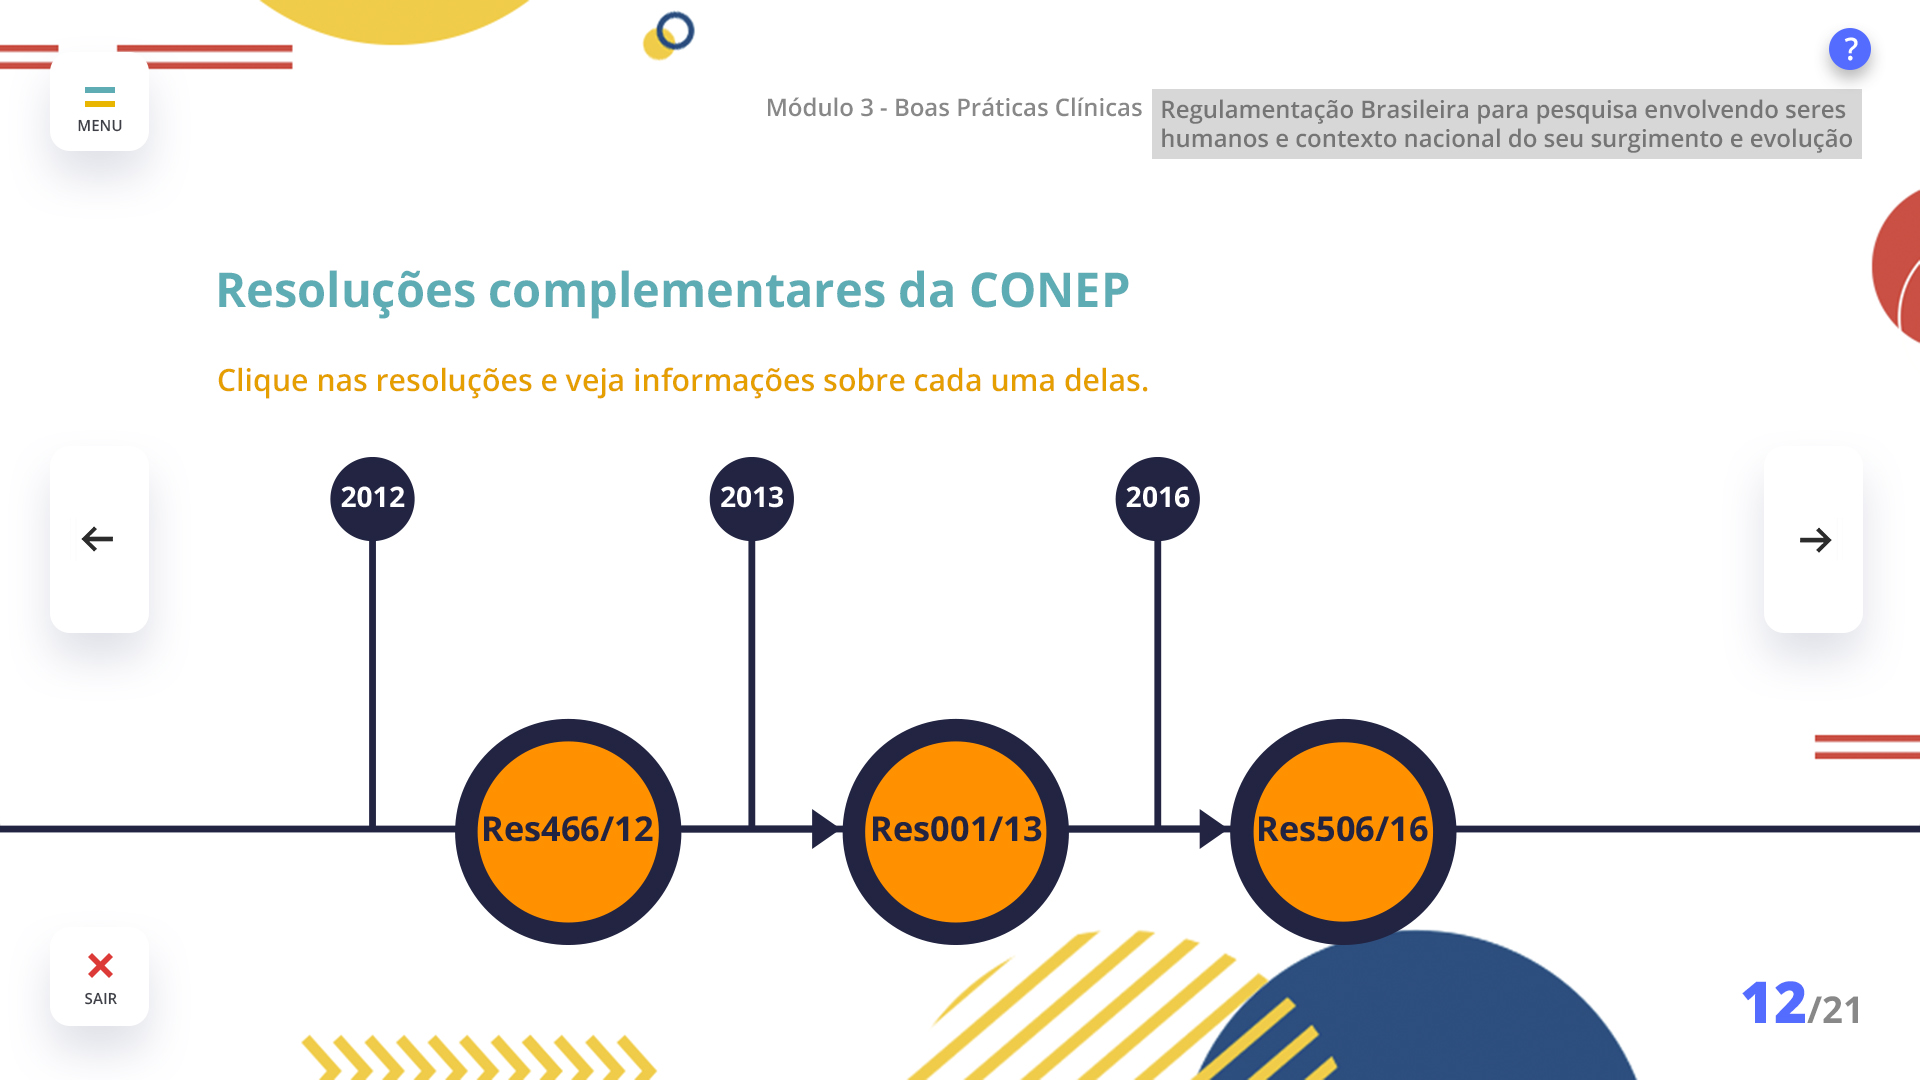 ?
MENU
Módulo 3 - Boas Práticas Clínicas
Regulamentação Brasileira para pesquisa envolvendo seres
humanos e contexto nacional do seu surgimento e evolução
Resoluções complementares da CONEP
Clique nas resoluções e veja informações sobre cada uma delas.
2012
2013
2016
Res466/12
Res001/13
Res506/16
SAIR
12/21